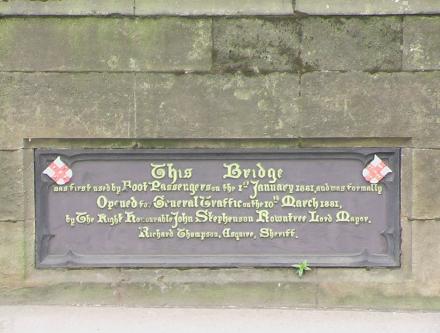 This Bridge
was first used by Foot Passengers on the 1st January 1881, and was formally
Opened to General Traffic on the 10th March 1881,
by The Right Honourable John Stephenson Rowntree Lord Mayor.
Richard Thompson, Esquire, Sheriff.